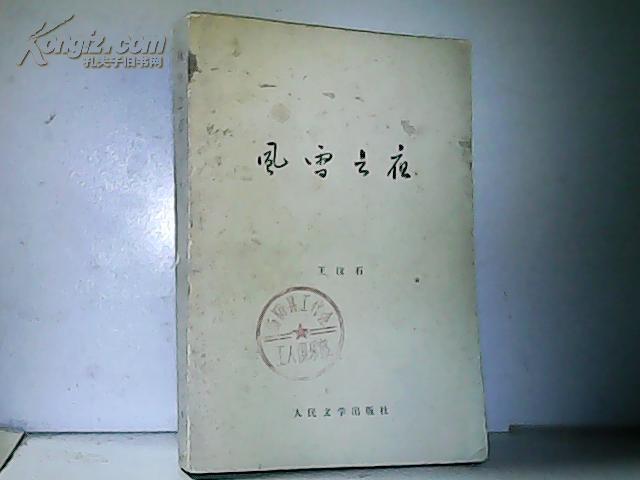 Kongfz.com
孔夫子旧书网
風雪之夜
王汶石
工人俱乐部
人民文学出版社